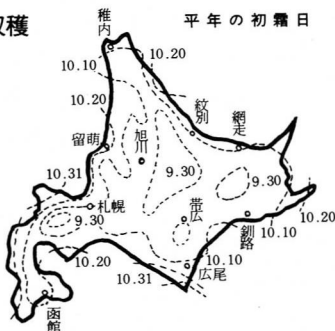 収穫
平年の初霜日
稚内
10.20
10.10
10.20
紋別
網走
留萌
旭川
10.31
9.30
9.30
札幌
帯広
9.30
釧路
10.20
10.10
10.10
10.20
10.31
広尾
函館